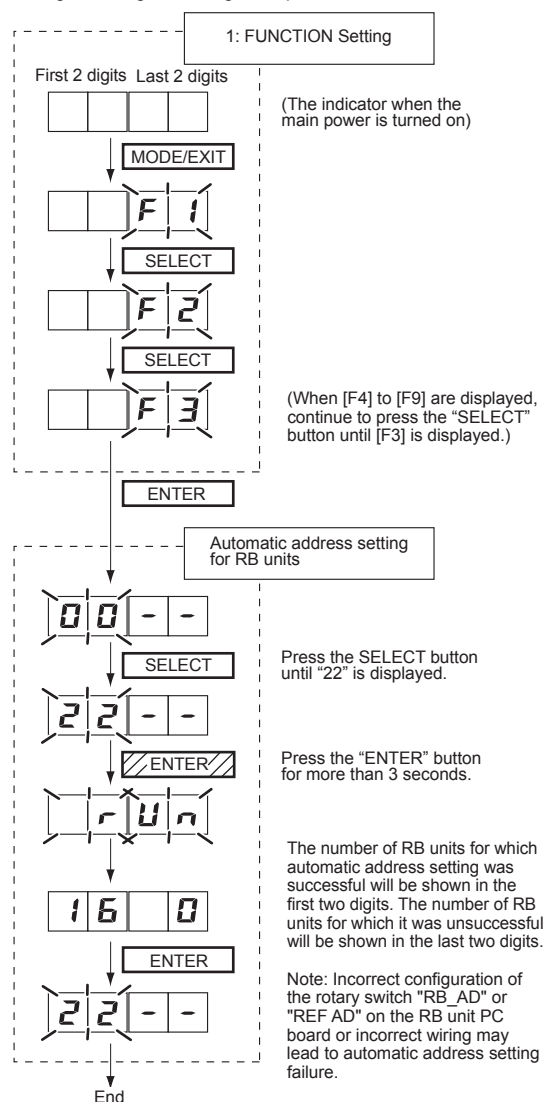 1: FUNCTION Setting
First 2 digits Last 2 digits
(The indicator when the
main power is turned on)
MODE/EXIT
F 1
SELECT
F 2
SELECT
F 3
(When [F4] to [F9] are displayed,
continue to press the “SELECT”
button until [F3] is displayed.)
ENTER
Automatic address setting
for RB units
0 0 - -
SELECT
Press the SELECT button
until “22” is displayed.
2 2 - -
ENTER
Press the “ENTER” button
for more than 3 seconds.
r U n
The number of RB units for which
automatic address setting was
successful will be shown in the
first two digits. The number of RB
units for which it was unsuccessful
will be shown in the last two digits.
1 6 0
ENTER
2 2 - -
Note: Incorrect configuration of
the rotary switch "RB_AD" or
"REF AD" on the RB unit PC
board or incorrect wiring may
lead to automatic address setting
failure.
End